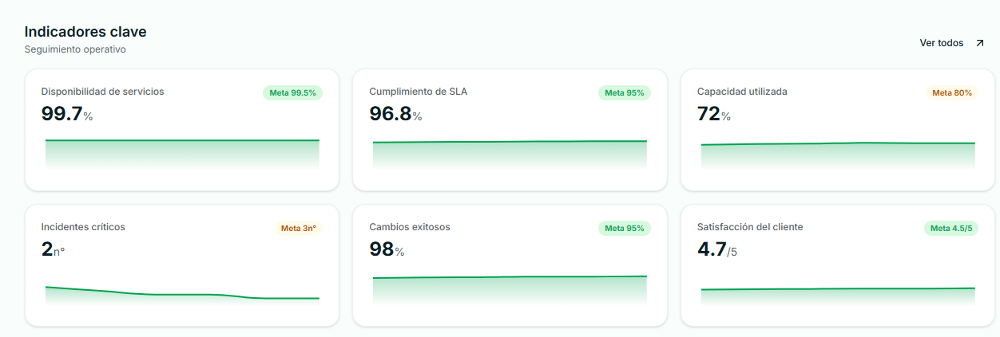 Indicadores clave
Seguimiento operativo
Ver todos
Disponibilidad de servicios
Meta 99.5%
99.7%
Cumplimiento de SLA
Meta 95%
96.8%
Capacidad utilizada
Meta 80%
72%
Incidentes críticos
Meta 3n°
2n°
Cambios exitosos
Meta 95%
98%
Satisfacción del cliente
Meta 4.5/5
4.7/5